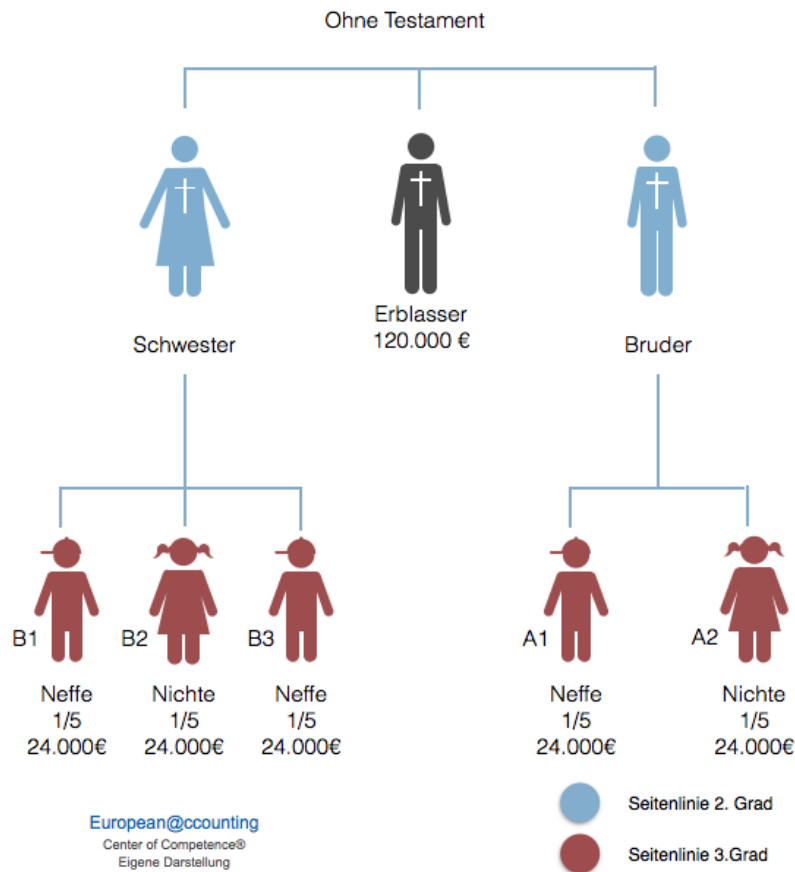 Ohne Testament
Schwester
Erblasser
120.000 €
Bruder
B1
Neffe
1/5
24.000€
B2
Nichte
1/5
24.000€
B3
Neffe
1/5
24.000€
A1
Neffe
1/5
24.000€
A2
Nichte
1/5
24.000€
European@ccounting
Center of Competence®
Eigene Darstellung
Seitenlinie 2. Grad
Seitenlinie 3.Grad